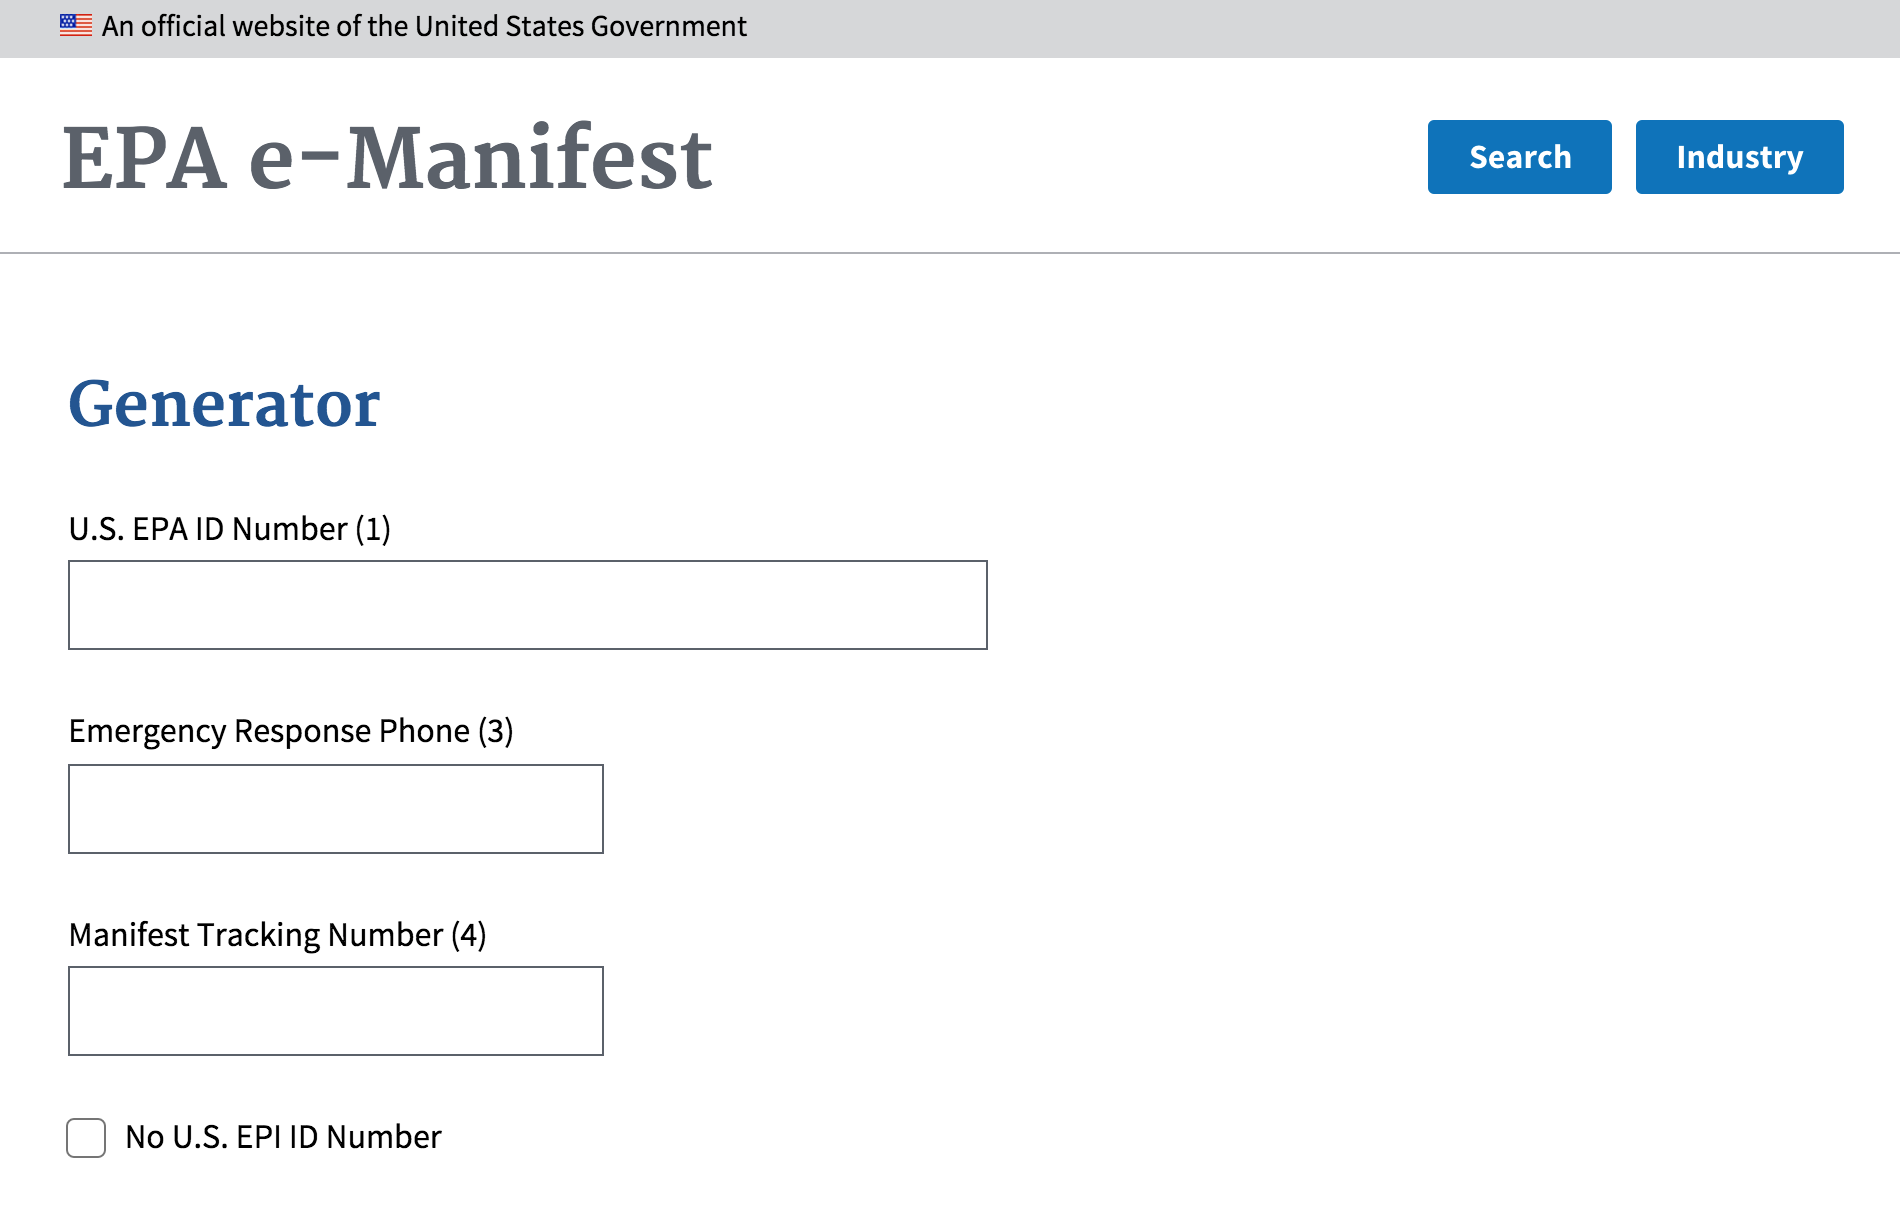 An official website of the United States Government
EPA e-Manifest
Search
Industry
Generator
U.S. EPA ID Number (1)
Emergency Response Phone (3)
Manifest Tracking Number (4)
No U.S. EPI ID Number